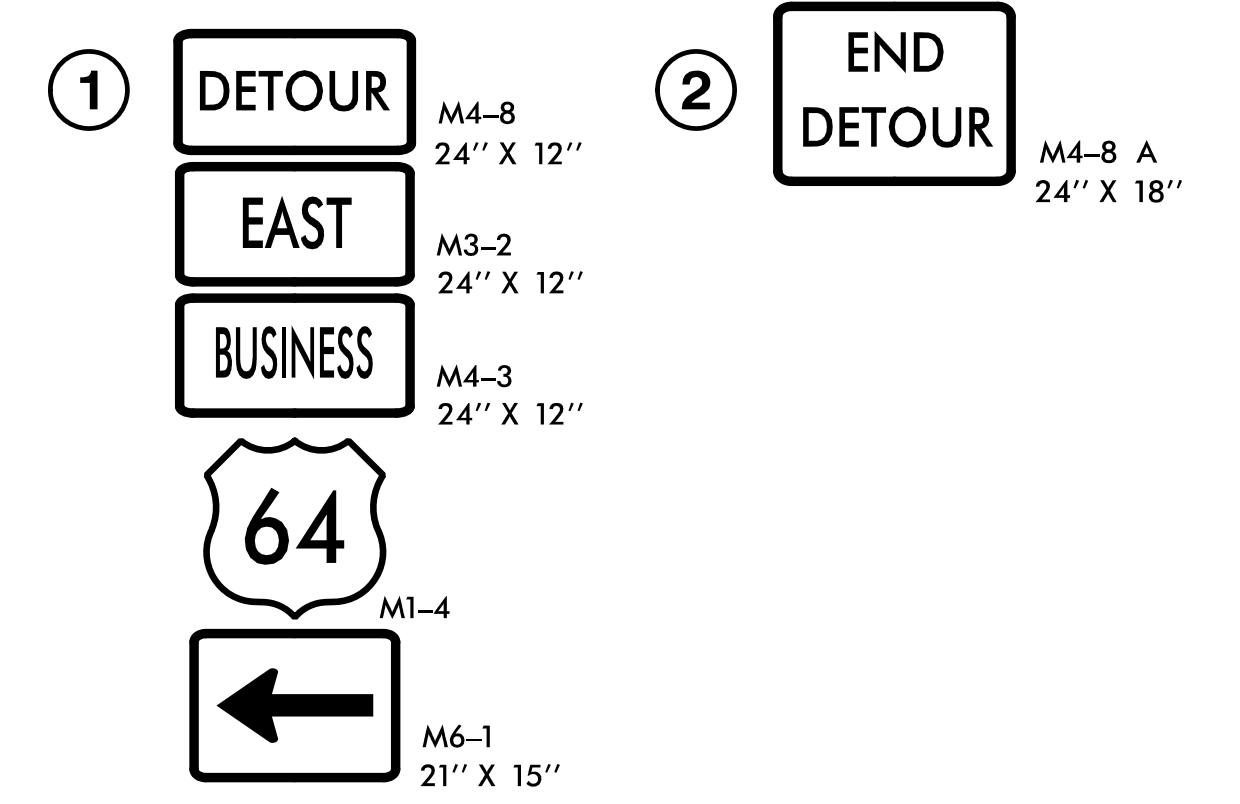 1
DETOUR
M4–8
24'' X 12''
EAST
M3–2
24'' X 12''
BUSINESS
M4–3
24'' X 12''
64
M1–4
M6–1
21'' X 15''
2
END
DETOUR
M4–8 A
24'' X 18''